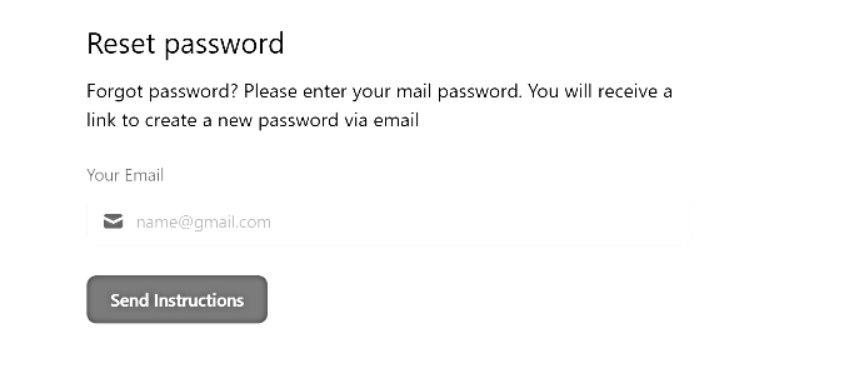 Reset password
Forgot password? Please enter your mail password. You will receive a
link to create a new password via email
Your Email
name@gmail.com
Send Instructions